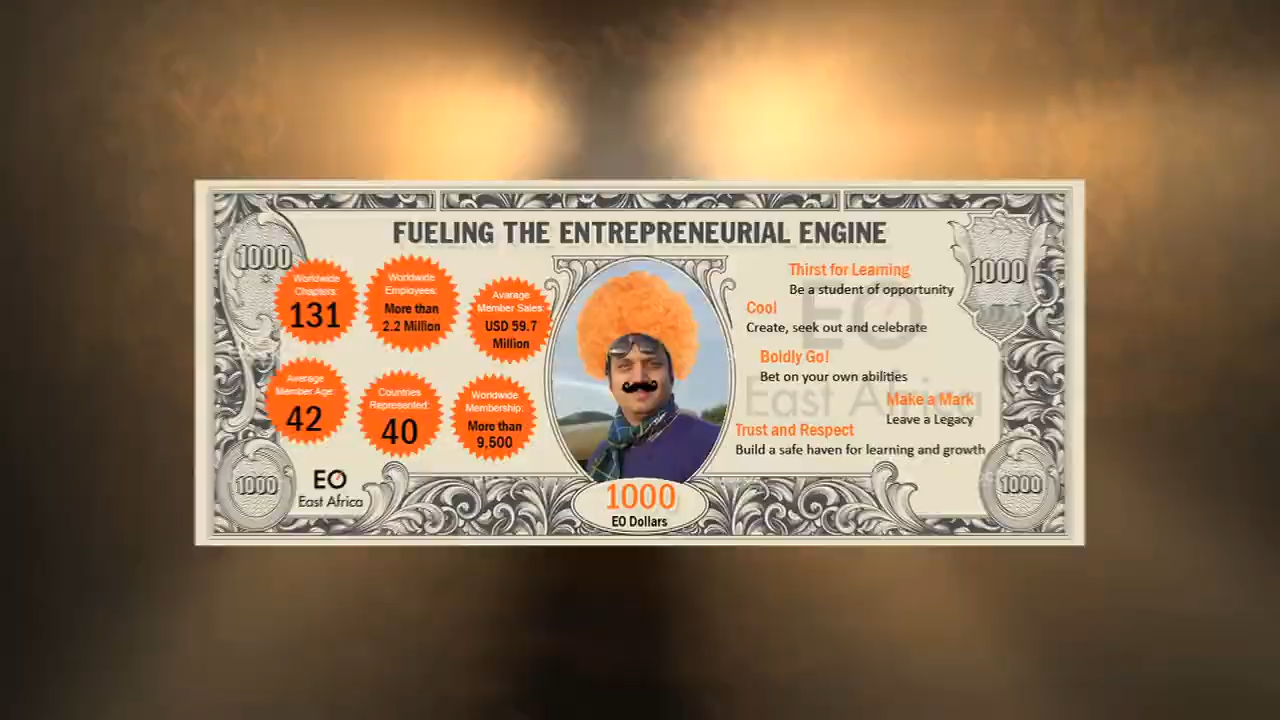 FUELING THE ENTREPRENEURIAL ENGINE
1000
1000
Worldwide
Chapters:
131
Worldwide
Employees:
More than
2.2 Million
Avarage
Member Sales:
USD 59.7
Million
Average
Member Age:
42
Countries
Represented:
40
Worldwide
Membership:
More than
9,500
Thirst for Learning
Be a student of opportunity
Cool
Create, seek out and celebrate
Boldly Go!
Bet on your own abilities
Make a Mark
Leave a Legacy
Trust and Respect
Build a safe haven for learning and growth
EO
East Africa
1000
EO
East Africa
1000
EO Dollars
1000